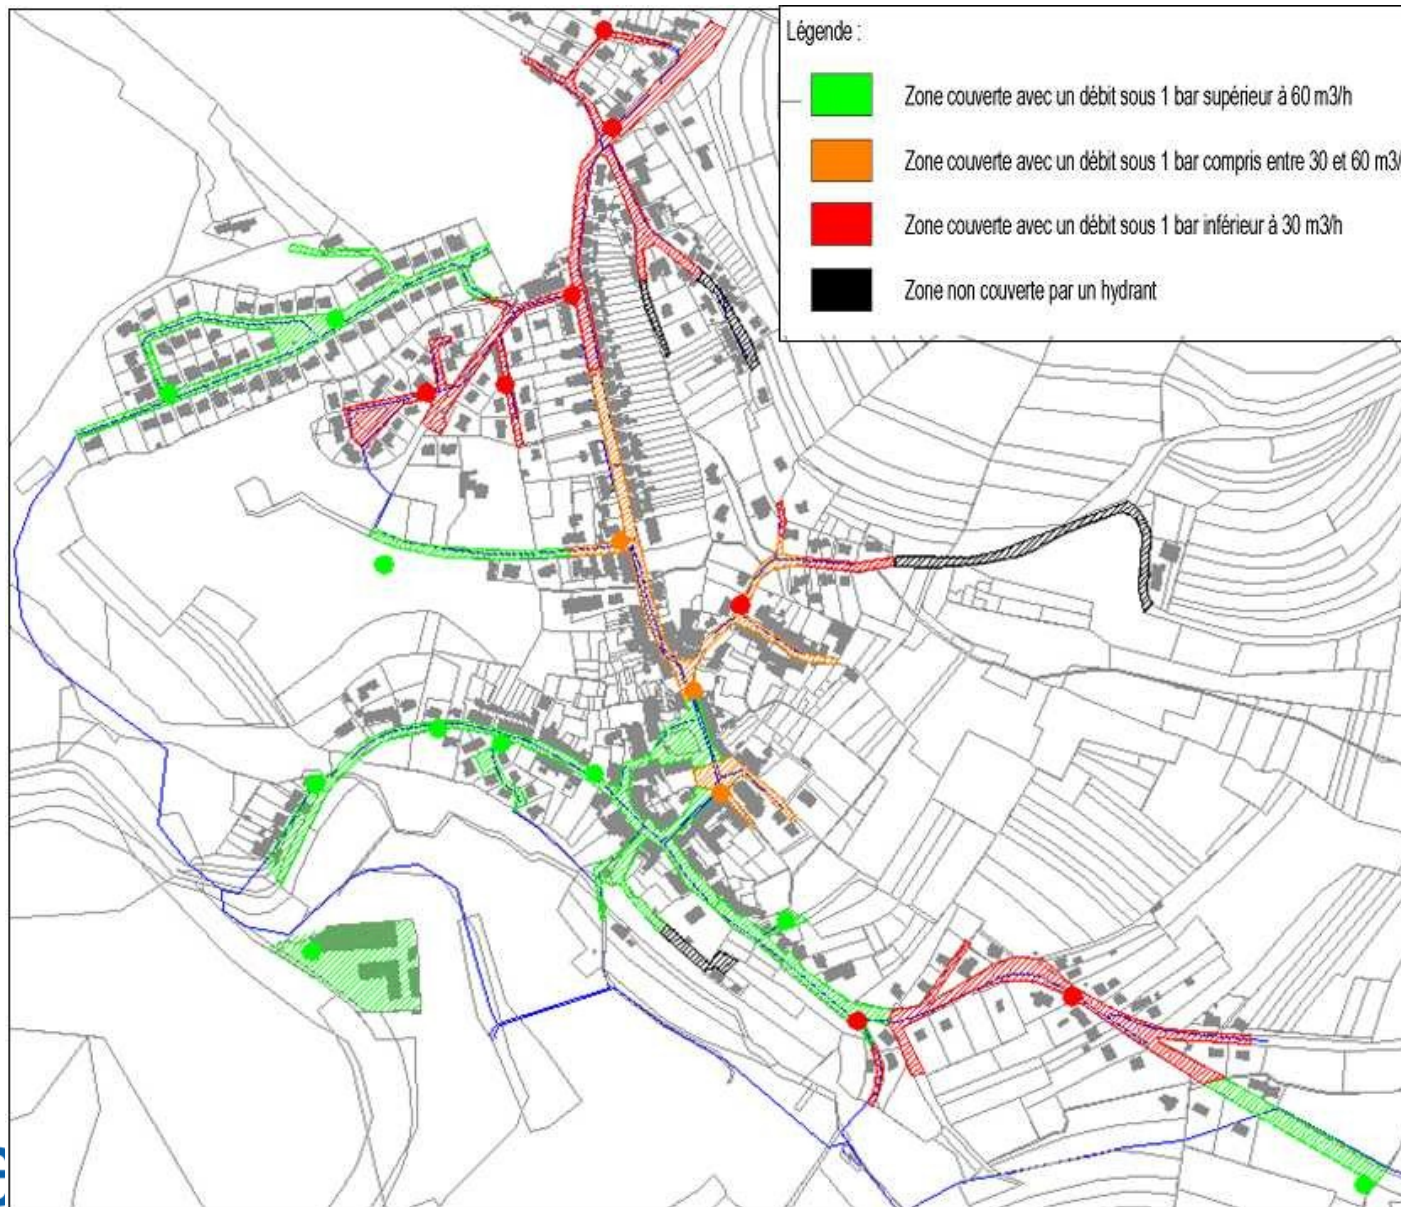 Légende :
Zone couverte avec un débit sous 1 bar supérieur à 60 m3/h
Zone couverte avec un débit sous 1 bar compris entre 30 et 60 m3/
Zone couverte avec un débit sous 1 bar inférieur à 30 m3/h
Zone non couverte par un hydrant